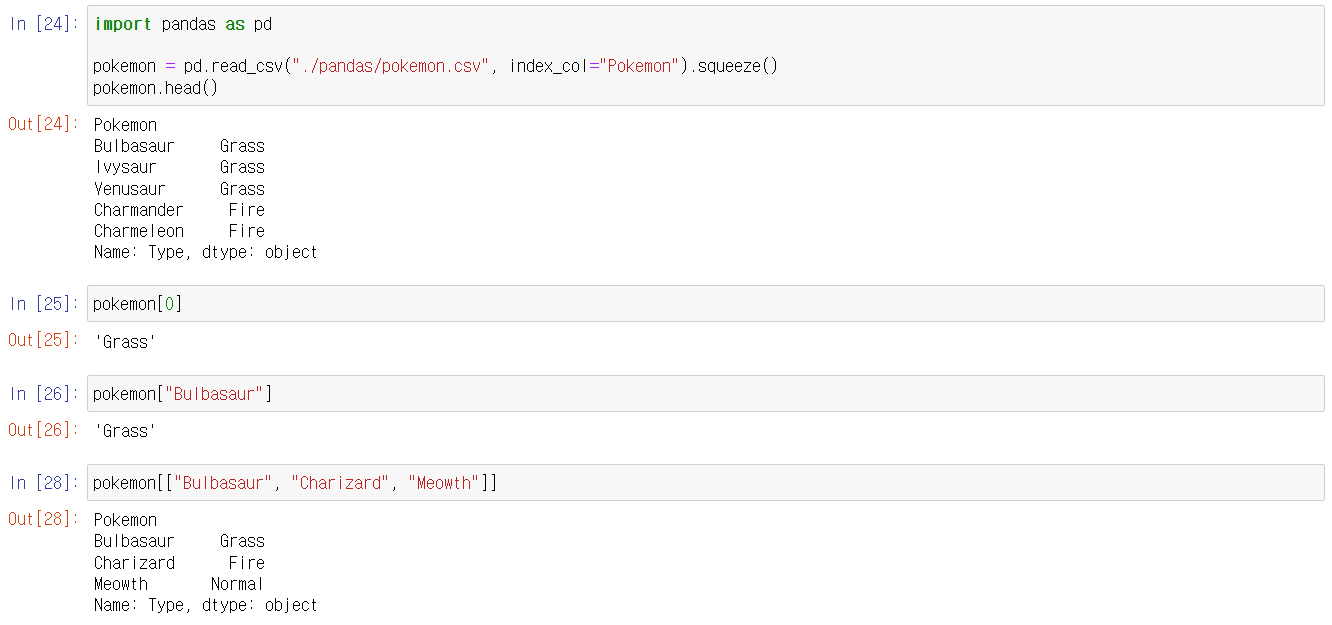 In [24]: import pandas as pd
pokemon = pd.read_csv("./pandas/pokemon.csv", index_col="Pokemon").squeeze()
pokemon.head()
Out[24]: Pokemon
Bulbasaur     Grass
Ivysaur       Grass
Venusaur      Grass
Charmander     Fire
Charmeleon     Fire
Name: Type, dtype: object
In [25]: pokemon[0]
Out[25]: 'Grass'
In [26]: pokemon["Bulbasaur"]
Out[26]: 'Grass'
In [28]: pokemon[["Bulbasaur", "Charizard", "Meowth"]]
Out[28]: Pokemon
Bulbasaur     Grass
Charizard      Fire
Meowth       Normal
Name: Type, dtype: object